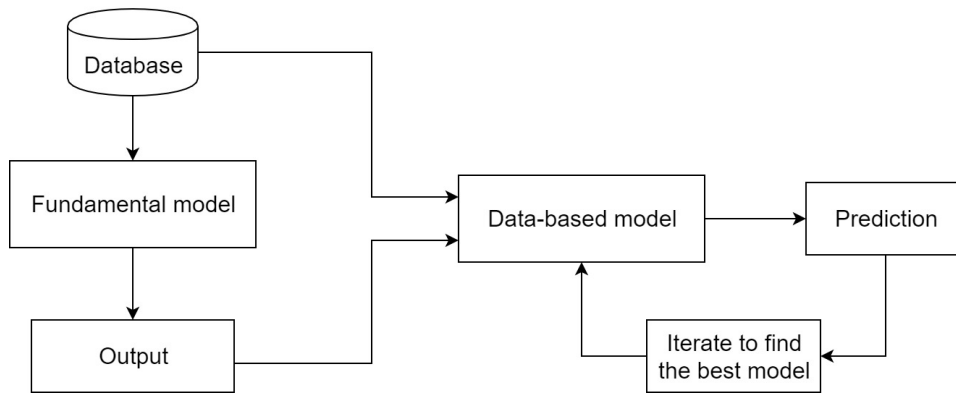 Database
Fundamental model
Output
Data-based model
Prediction
Iterate to find
the best model